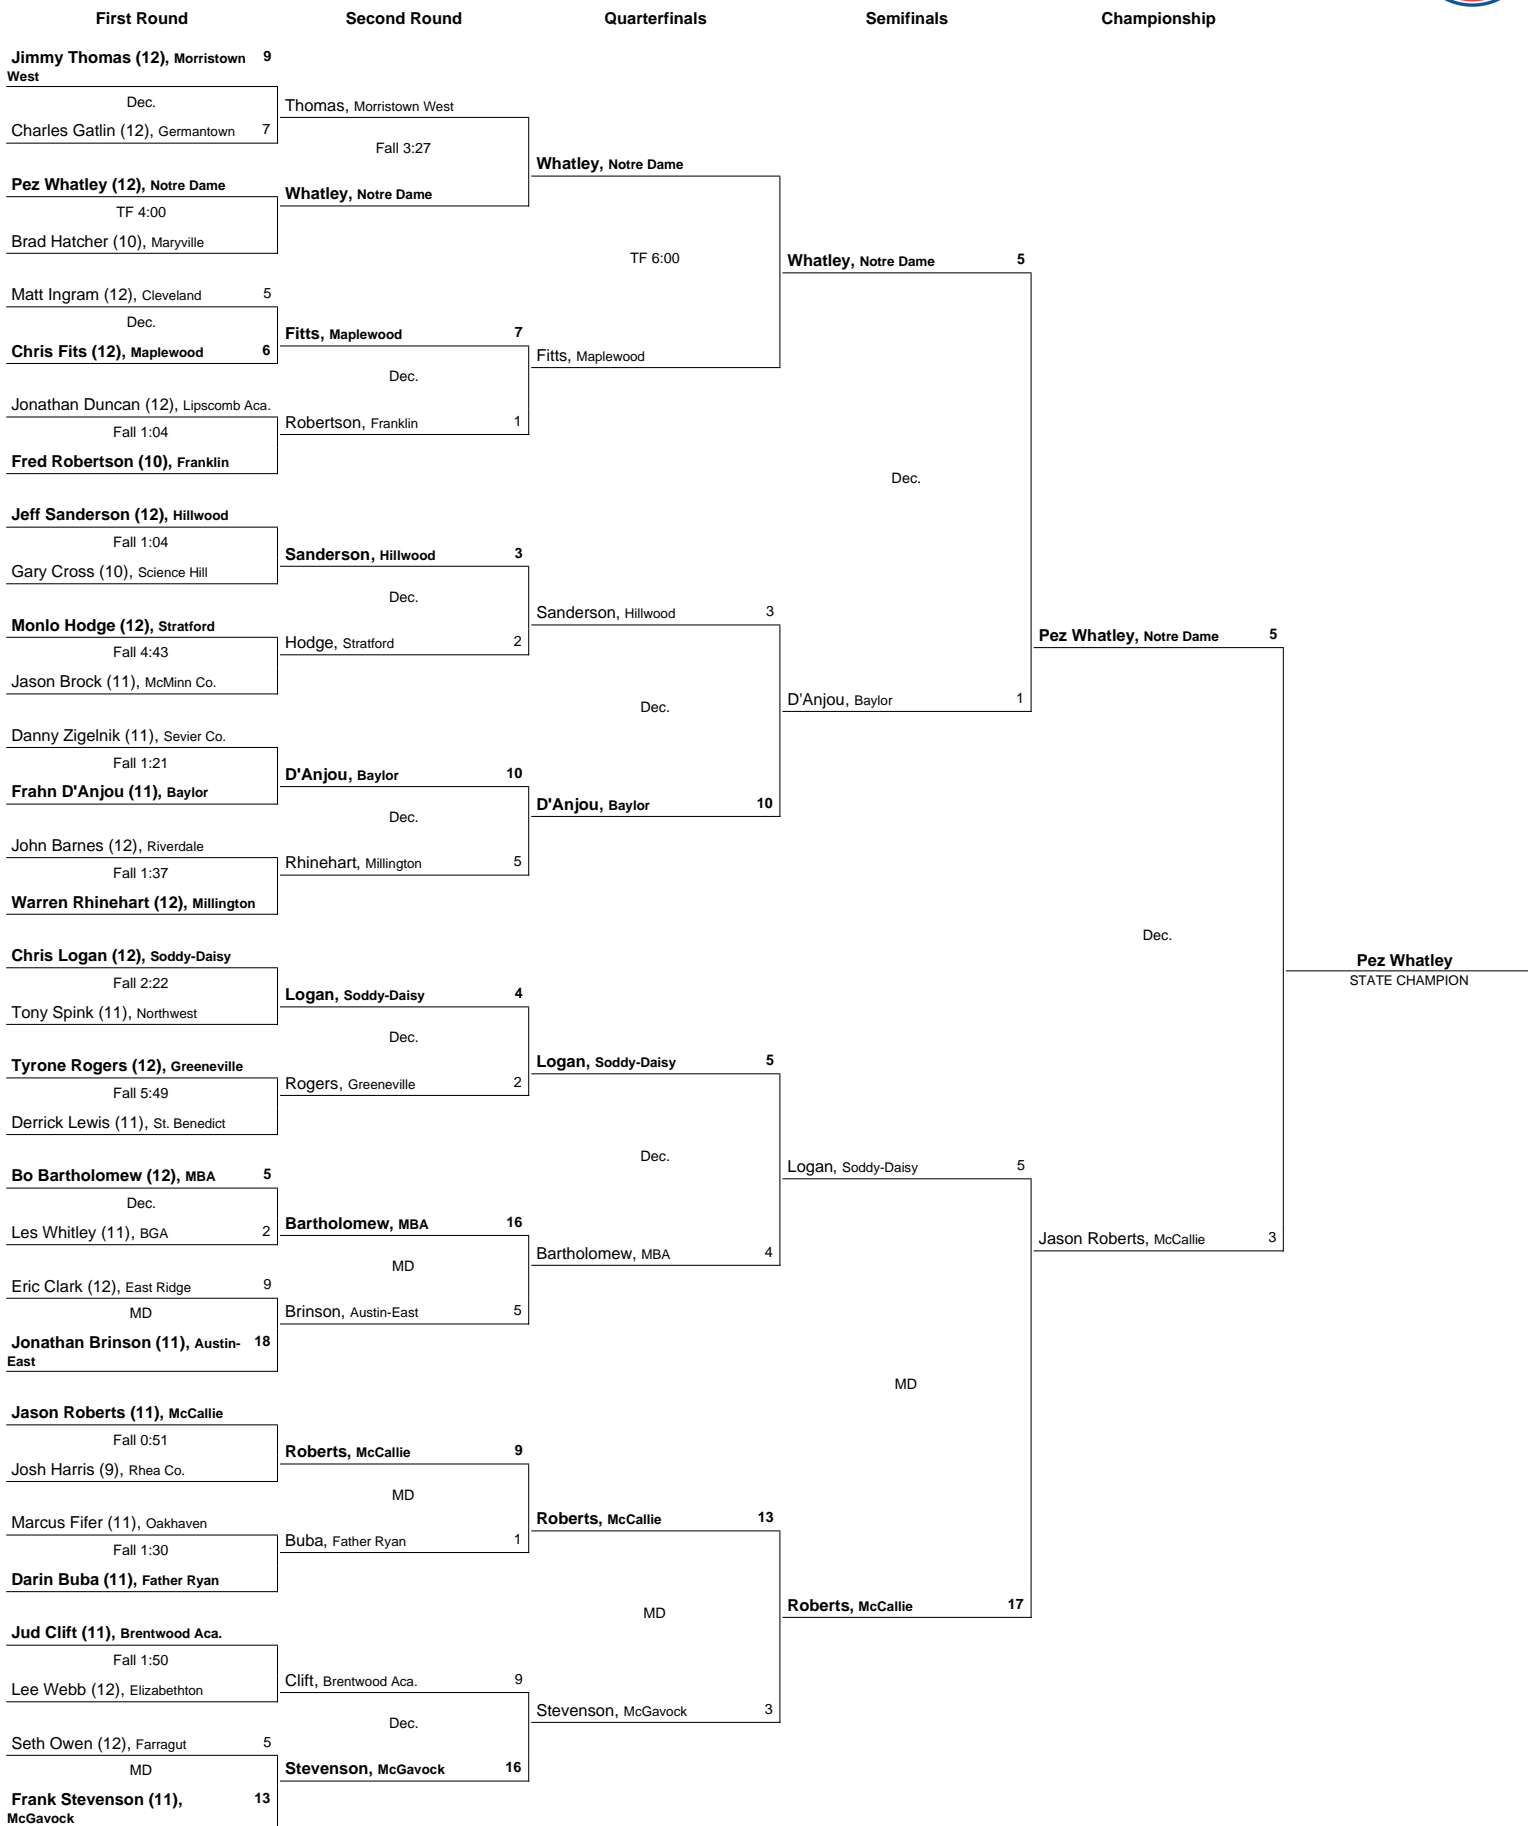 First Round
Second Round
Quarterfinals
Semifinals
Championship
Jimmy Thomas (12), Morristown 9
West
Dec.
Charles Gatlin (12), Germantown 7
Pez Whatley (12), Notre Dame
TF 4:00
Brad Hatcher (10), Maryville
Matt Ingram (12), Cleveland 5
Dec.
Chris Fits (12), Maplewood 6
Jonathan Duncan (12), Lipscomb Aca.
Fall 1:04
Fred Robertson (10), Franklin
Jeff Sanderson (12), Hillwood
Fall 1:04
Gary Cross (10), Science Hill
Monlo Hodge (12), Stratford
Fall 4:43
Jason Brock (11), McMinn Co.
Danny Zigelnik (11), Sevier Co.
Fall 1:21
Frahn D'Anjou (11), Baylor
John Barnes (12), Riverdale
Fall 1:37
Warren Rhinehart (12), Millington
Chris Logan (12), Soddy-Daisy
Fall 2:22
Tony Spink (11), Northwest
Tyrone Rogers (12), Greeneville
Fall 5:49
Derrick Lewis (11), St. Benedict
Bo Bartholomew (12), MBA 5
Dec.
Les Whitley (11), BGA 2
Eric Clark (12), East Ridge 9
MD
Jonathan Brinson (11), Austin- 18
East
Jason Roberts (11), McCallie
Fall 0:51
Josh Harris (9), Rhea Co.
Marcus Fifer (11), Oakhaven
Fall 1:30
Darin Buba (11), Father Ryan
Jud Clift (11), Brentwood Aca.
Fall 1:50
Lee Webb (12), Elizabethton
Seth Owen (12), Farragut 5
MD
Frank Stevenson (11), 13
McGavock
Thomas, Morristown West
Fall 3:27
Whatley, Notre Dame
Fitts, Maplewood 7
Dec.
Robertson, Franklin 1
Sanderson, Hillwood 3
Dec.
Hodge, Stratford 2
D'Anjou, Baylor 10
Dec.
Rhinehart, Millington 5
Logan, Soddy-Daisy 4
Dec.
Rogers, Greeneville 2
Bartholomew, MBA 16
MD
Brinson, Austin-East 5
Roberts, McCallie 9
MD
Buba, Father Ryan 1
Clift, Brentwood Aca. 9
Dec.
Stevenson, McGavock 16
Whatley, Notre Dame
TF 6:00
Fitts, Maplewood
Sanderson, Hillwood 3
Dec.
D'Anjou, Baylor 10
Logan, Soddy-Daisy 5
Dec.
Bartholomew, MBA 4
Roberts, McCallie 13
MD
Stevenson, McGavock 3
Whatley, Notre Dame 5
Dec.
D'Anjou, Baylor 1
Logan, Soddy-Daisy 5
MD
Roberts, McCallie 17
Pez Whatley, Notre Dame 5
Dec.
Jason Roberts, McCallie 3
Pez Whatley
STATE CHAMPION